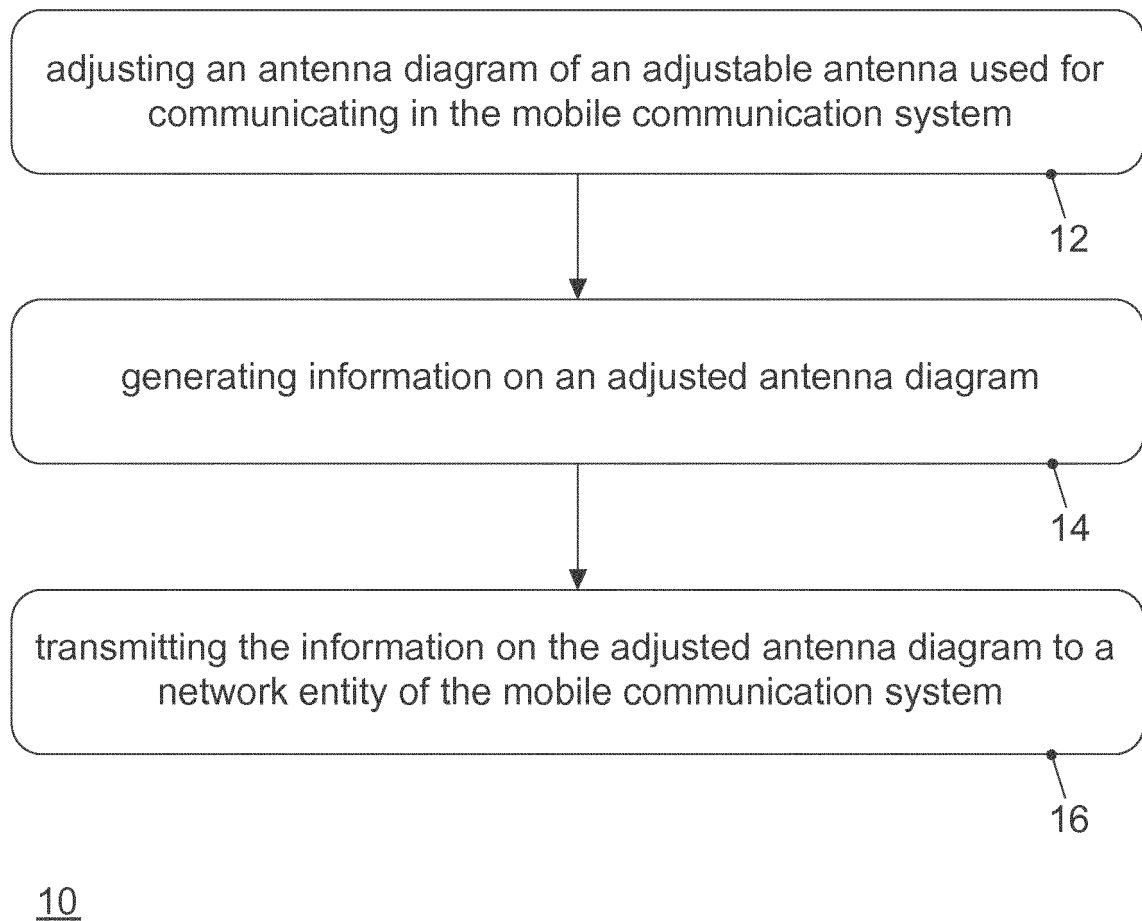 adjusting an antenna diagram of an adjustable antenna used for
communicating in the mobile communication system
12
generating information on an adjusted antenna diagram
14
transmitting the information on the adjusted antenna diagram to a
network entity of the mobile communication system
16
10